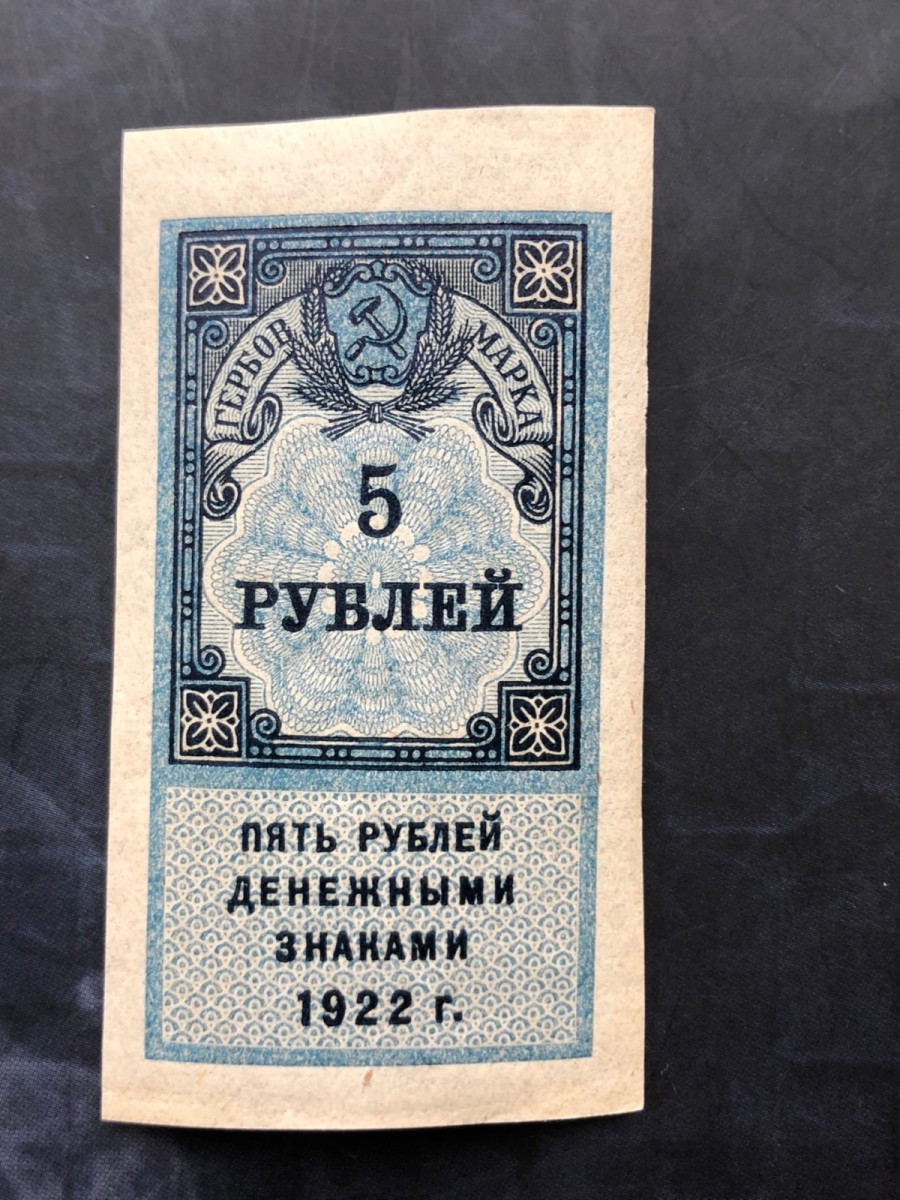 ГЕРБОВ МАРКА
5
РУБЛЕЙ
ПЯТЬ РУБЛЕЙ
ДЕНЕЖНЫМИ
ЗНАКАМИ
1922 г.